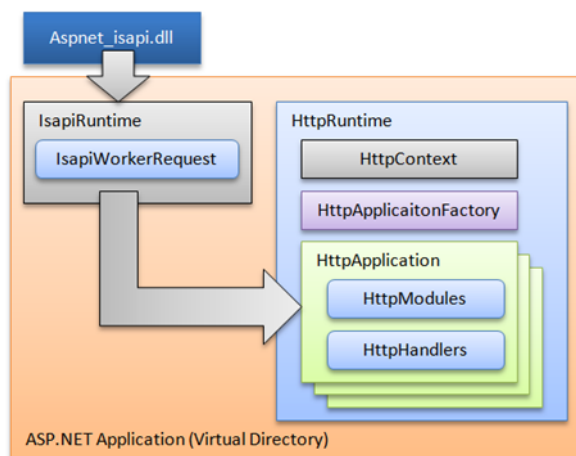 Aspnet_isapi.dll
IsapiRuntime
IsapiWorkerRequest
HttpRuntime
HttpContext
HttpApplicaitonFactory
HttpApplication
HttpModules
HttpHandlers
ASP.NET Application (Virtual Directory)